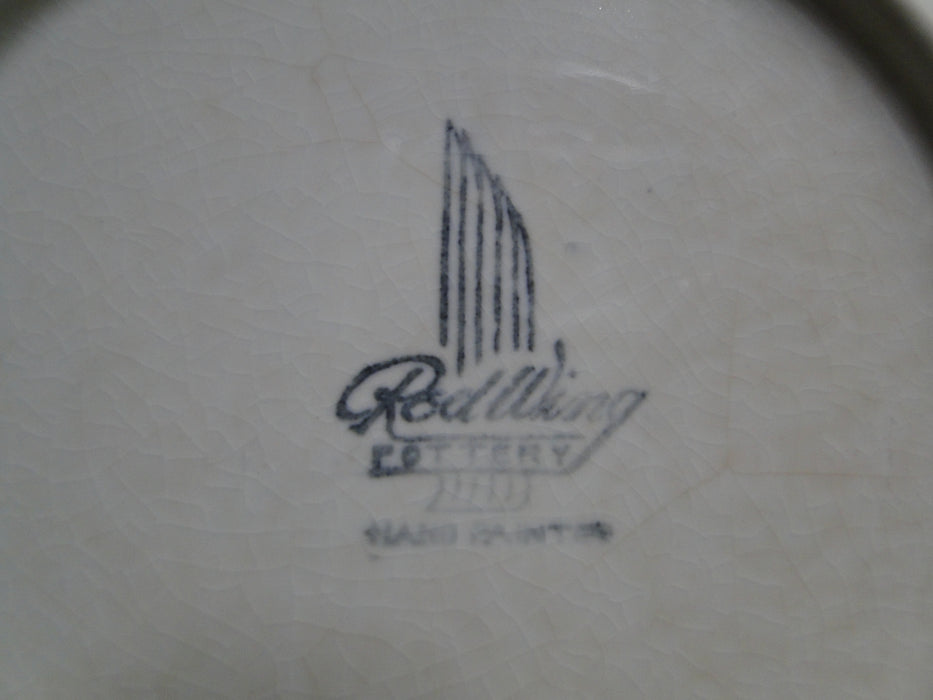 Red Wing
POTTERY
HAND PAINTED